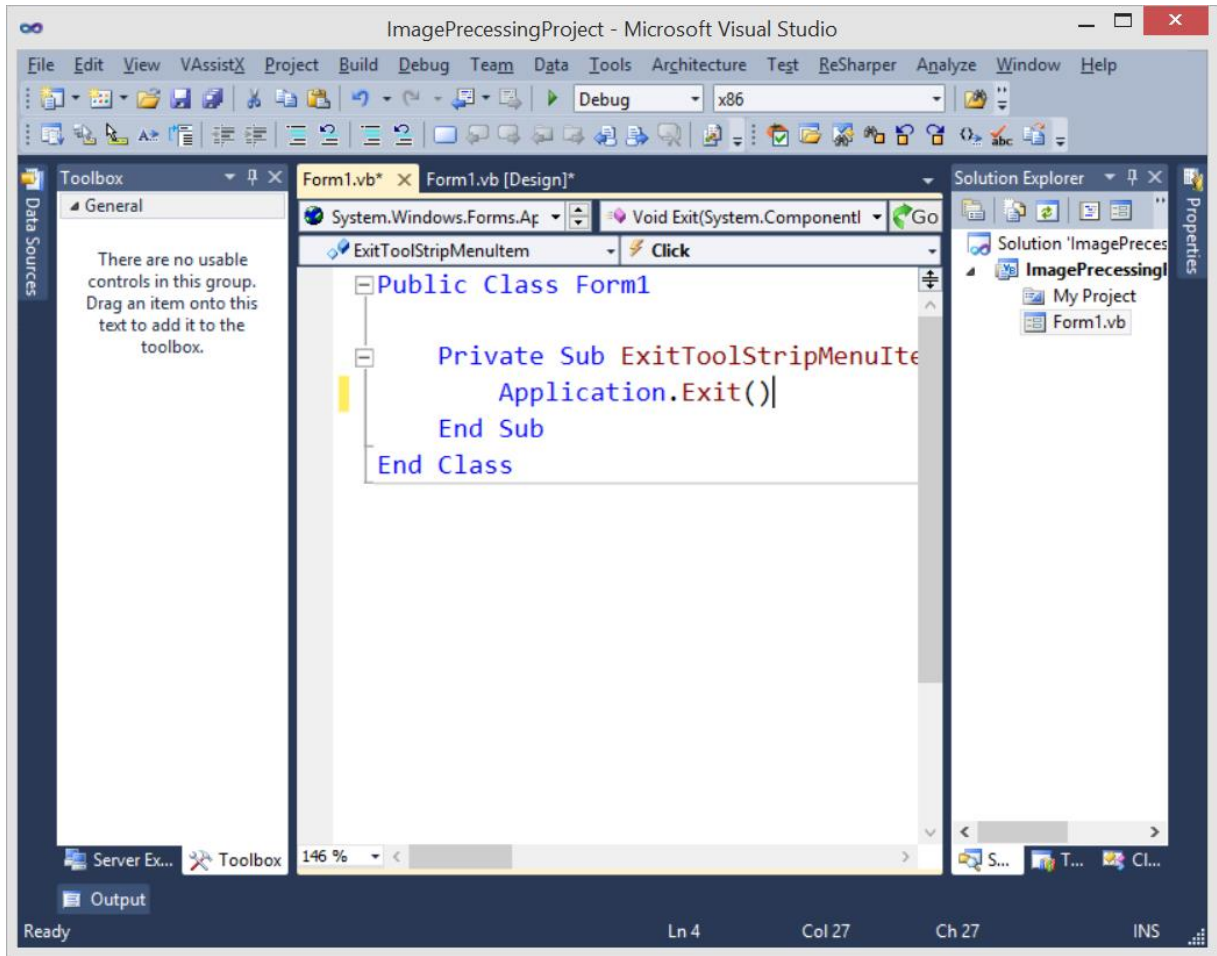 ImagePrecessingProject - Microsoft Visual Studio
File Edit View VAssistX Project Build Debug Team Data Tools Architecture Test ReSharper Analyze Window Help
Debug x86
Toolbox
General
There are no usable
controls in this group.
Drag an item onto this
text to add it to the
toolbox.
Data Sources
Form1.vb* Form1.vb [Design]*
System.Windows.Forms.Ap Void Exit(System.ComponentI Go
ExitToolStripMenuItem Click
Public Class Form1
Private Sub ExitToolStripMenuIte
Application.Exit()
End Sub
End Class
Solution Explorer
Solution 'ImagePreces
ImagePrecessingI
My Project
Form1.vb
Properties
Server Ex... Toolbox
146 %
S... T... Cl...
Output
Ready Ln 4 Col 27 Ch 27 INS